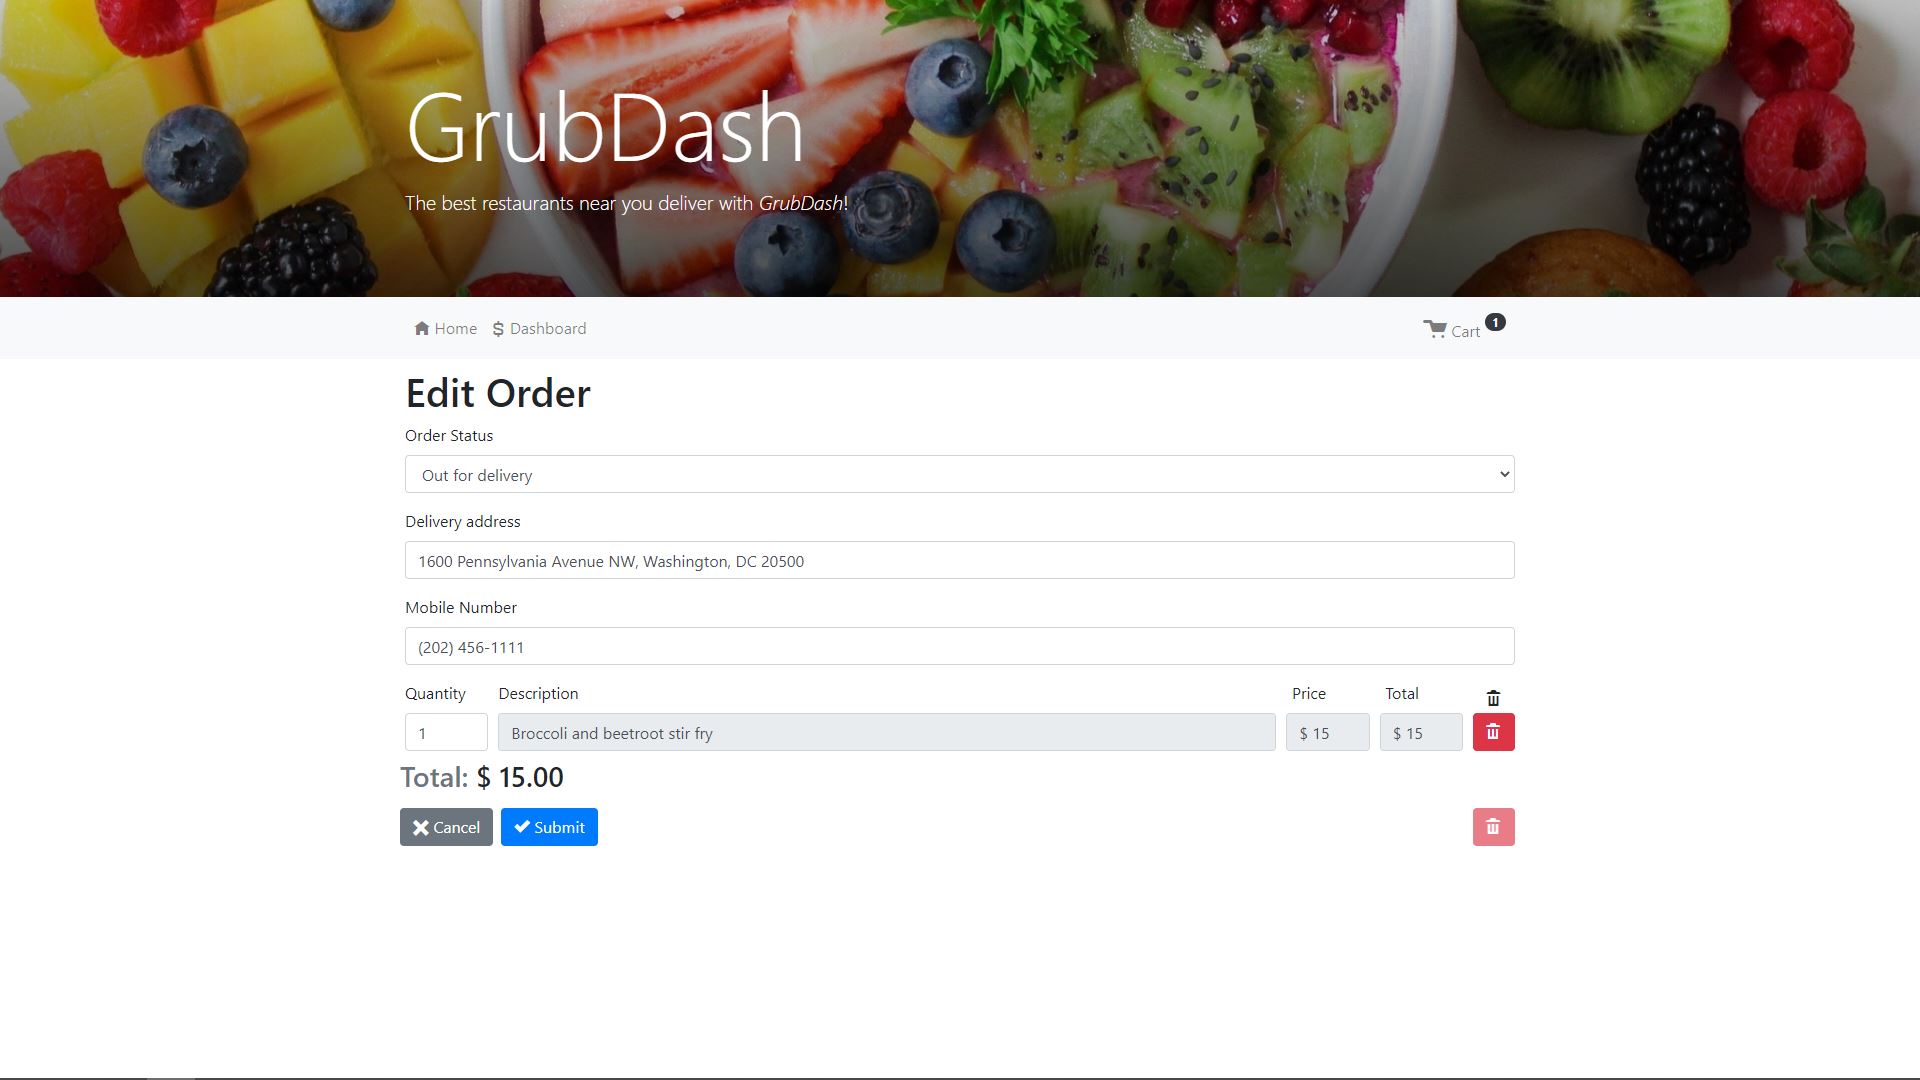 GrubDash
The best restaurants near you deliver with GrubDash!
Home $ Dashboard Cart 1
Edit Order
Order Status
Out for delivery
Delivery address
1600 Pennsylvania Avenue NW, Washington, DC 20500
Mobile Number
(202) 456-1111
Quantity Description Price Total
1 Broccoli and beetroot stir fry $ 15 $ 15
Total: $ 15.00
Cancel Submit